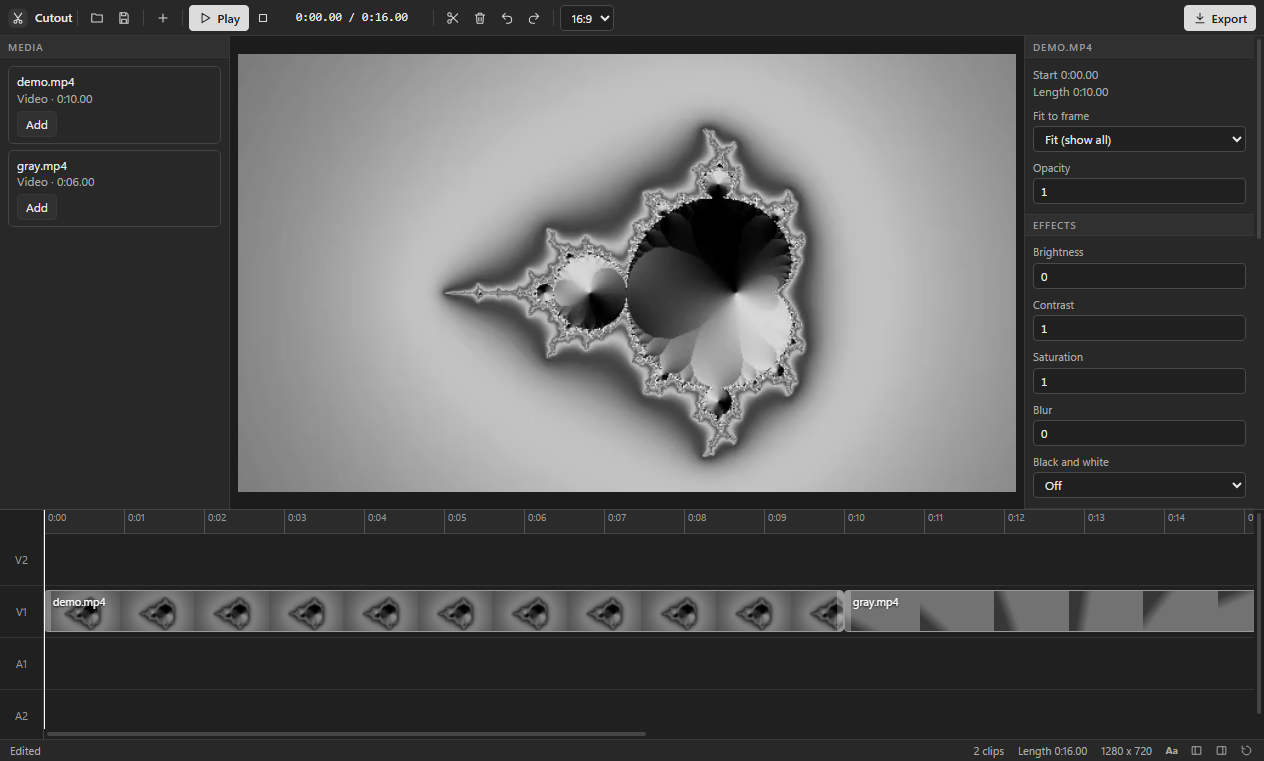 Cutout
Play
0:00.00 / 0:16.00
16:9
Export
MEDIA
demo.mp4
Video · 0:10.00
Add
gray.mp4
Video · 0:06.00
Add
DEMO.MP4
Start 0:00.00
Length 0:10.00
Fit to frame
Fit (show all)
Opacity
1
EFFECTS
Brightness
0
Contrast
1
Saturation
1
Blur
0
Black and white
Off
0:00 0:01 0:02 0:03 0:04 0:05 0:06 0:07 0:08 0:09 0:10 0:11 0:12 0:13 0:14
V2
V1
demo.mp4 gray.mp4
A1
A2
Edited
2 clips Length 0:16.00 1280 x 720 Aa